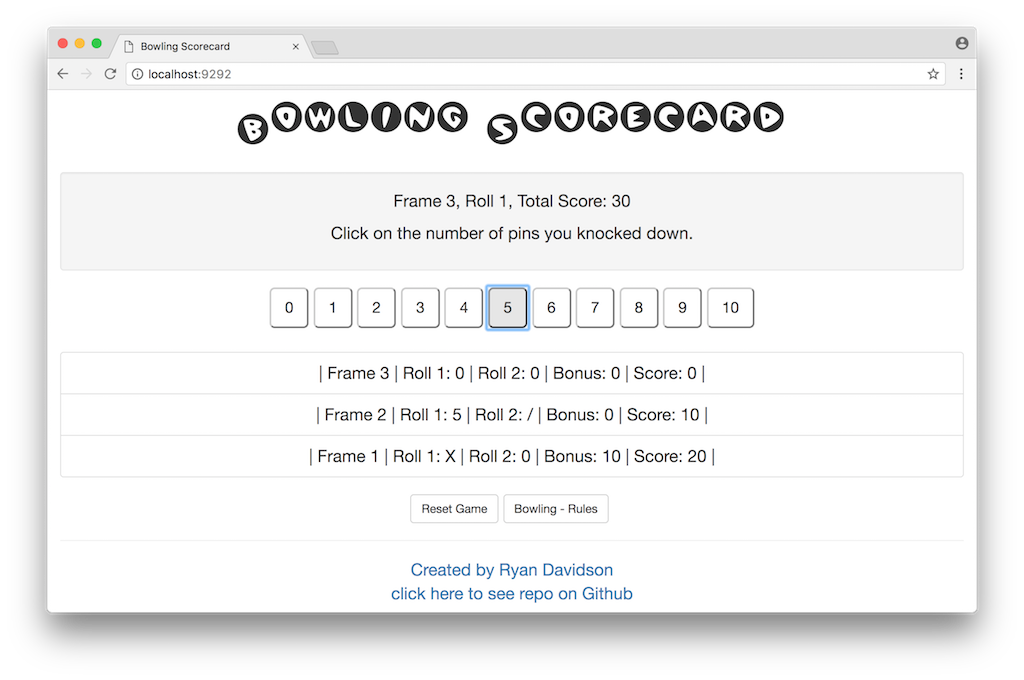 Bowling Scorecard
localhost:9292
BOWLING SCORECARD
Frame 3, Roll 1, Total Score: 30
Click on the number of pins you knocked down.
0 1 2 3 4 5 6 7 8 9 10
| Frame 3 | Roll 1: 0 | Roll 2: 0 | Bonus: 0 | Score: 0 |
| Frame 2 | Roll 1: 5 | Roll 2: / | Bonus: 0 | Score: 10 |
| Frame 1 | Roll 1: X | Roll 2: 0 | Bonus: 10 | Score: 20 |
Reset Game Bowling - Rules
Created by Ryan Davidson
click here to see repo on Github